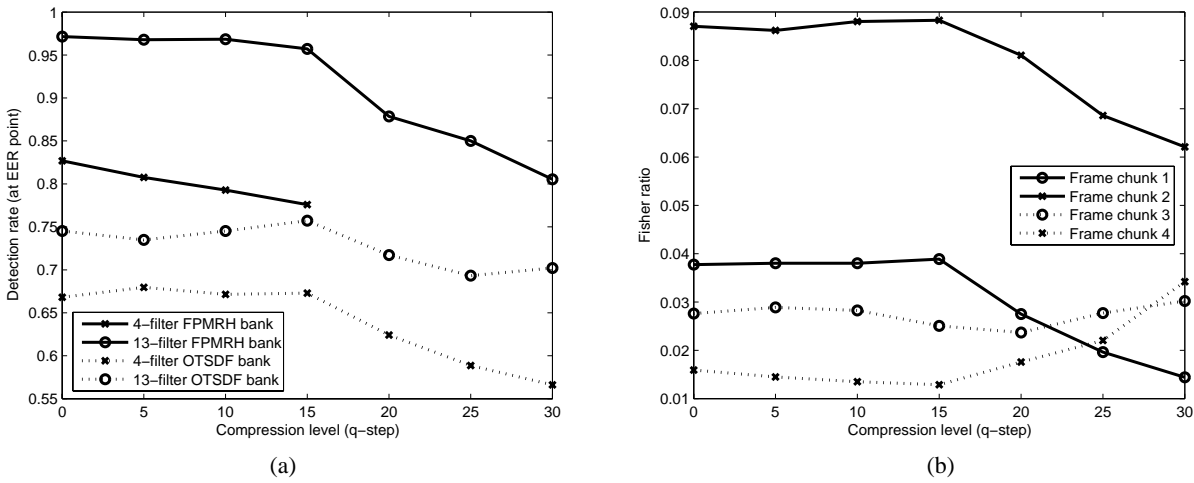 1
0.95
0.9
0.85
0.8
0.75
0.7
0.65
0.6
0.55
Detection rate (at EER point)
4−filter FPMRH bank
13−filter FPMRH bank
4−filter OTSDF bank
13−filter OTSDF bank
0 5 10 15 20 25 30
Compression level (q−step)
(a)
0.09
0.08
0.07
0.06
0.05
0.04
0.03
0.02
0.01
Fisher ratio
Frame chunk 1
Frame chunk 2
Frame chunk 3
Frame chunk 4
0 5 10 15 20 25 30
Compression level (q−step)
(b)